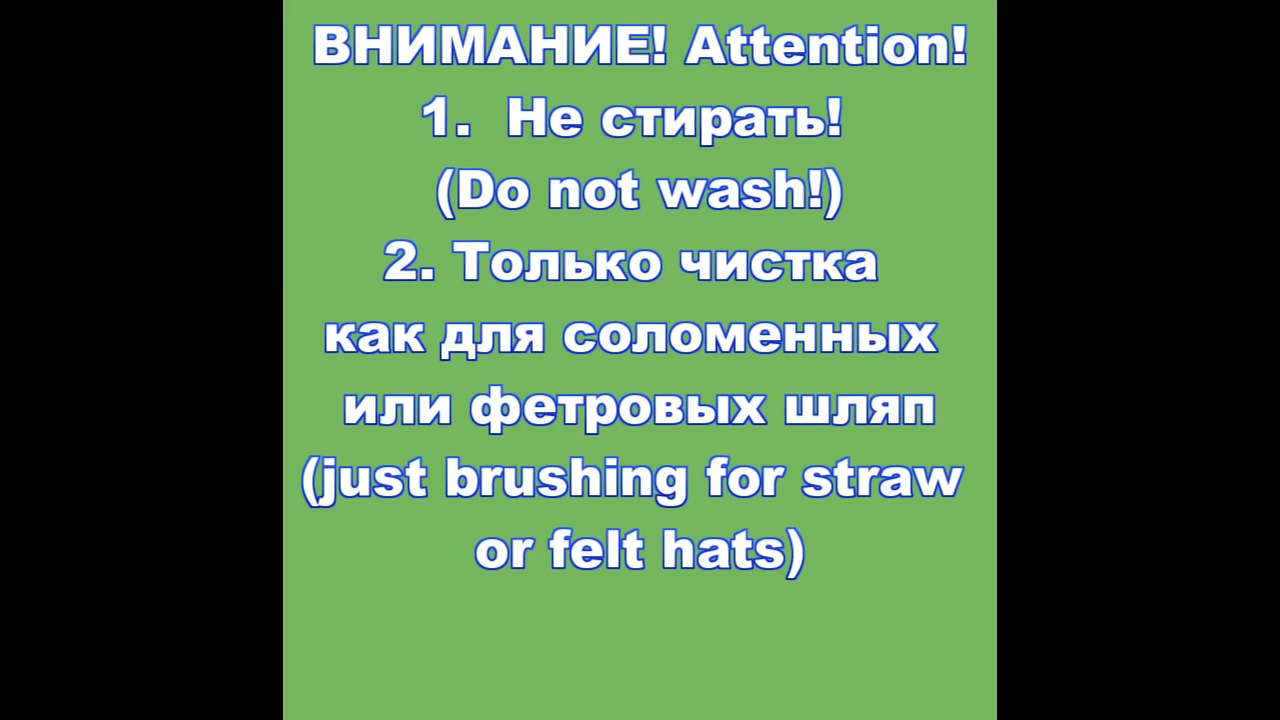 ВНИМАНИЕ! Attention!
1. Не стирать!
(Do not wash!)
2. Только чистка
как для соломенных
или фетровых шляп
(just brushing for straw
or felt hats)